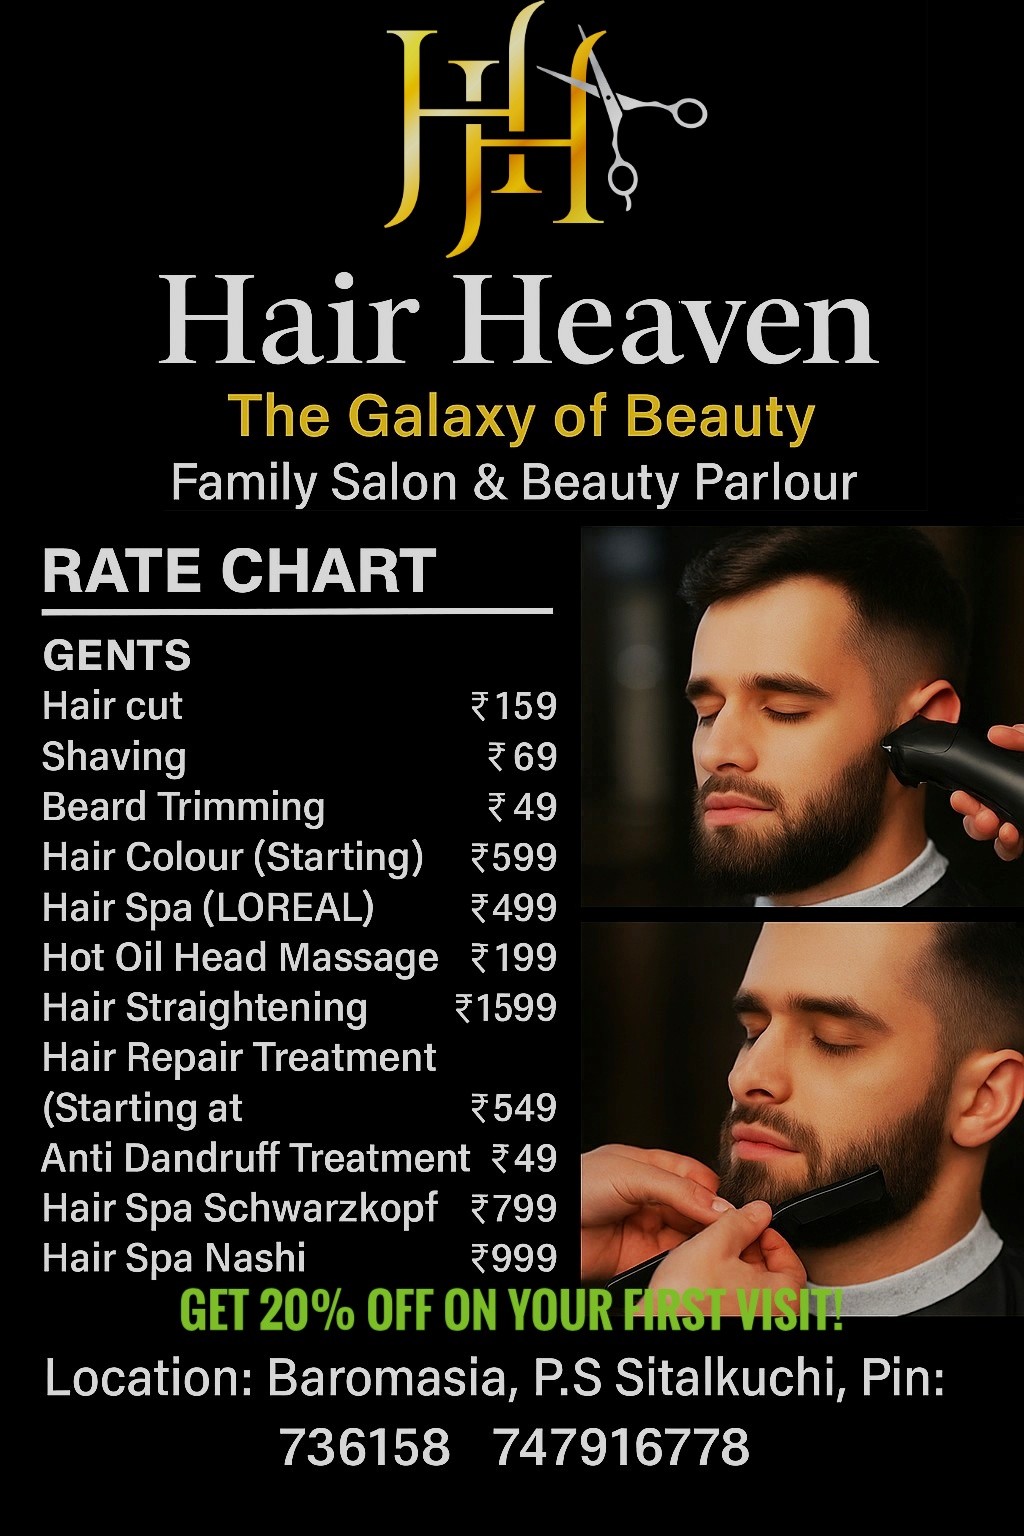 HH
Hair Heaven
The Galaxy of Beauty
Family Salon & Beauty Parlour
RATE CHART
GENTS
Hair cut ₹159
Shaving ₹69
Beard Trimming ₹49
Hair Colour (Starting) ₹599
Hair Spa (LOREAL) ₹499
Hot Oil Head Massage ₹199
Hair Straightening ₹1599
Hair Repair Treatment
(Starting at ₹549
Anti Dandruff Treatment ₹49
Hair Spa Schwarzkopf ₹799
Hair Spa Nashi ₹999
GET 20% OFF ON YOUR FIRST VISIT!
Location: Baromasia, P.S Sitalkuchi, Pin:
736158 747916778